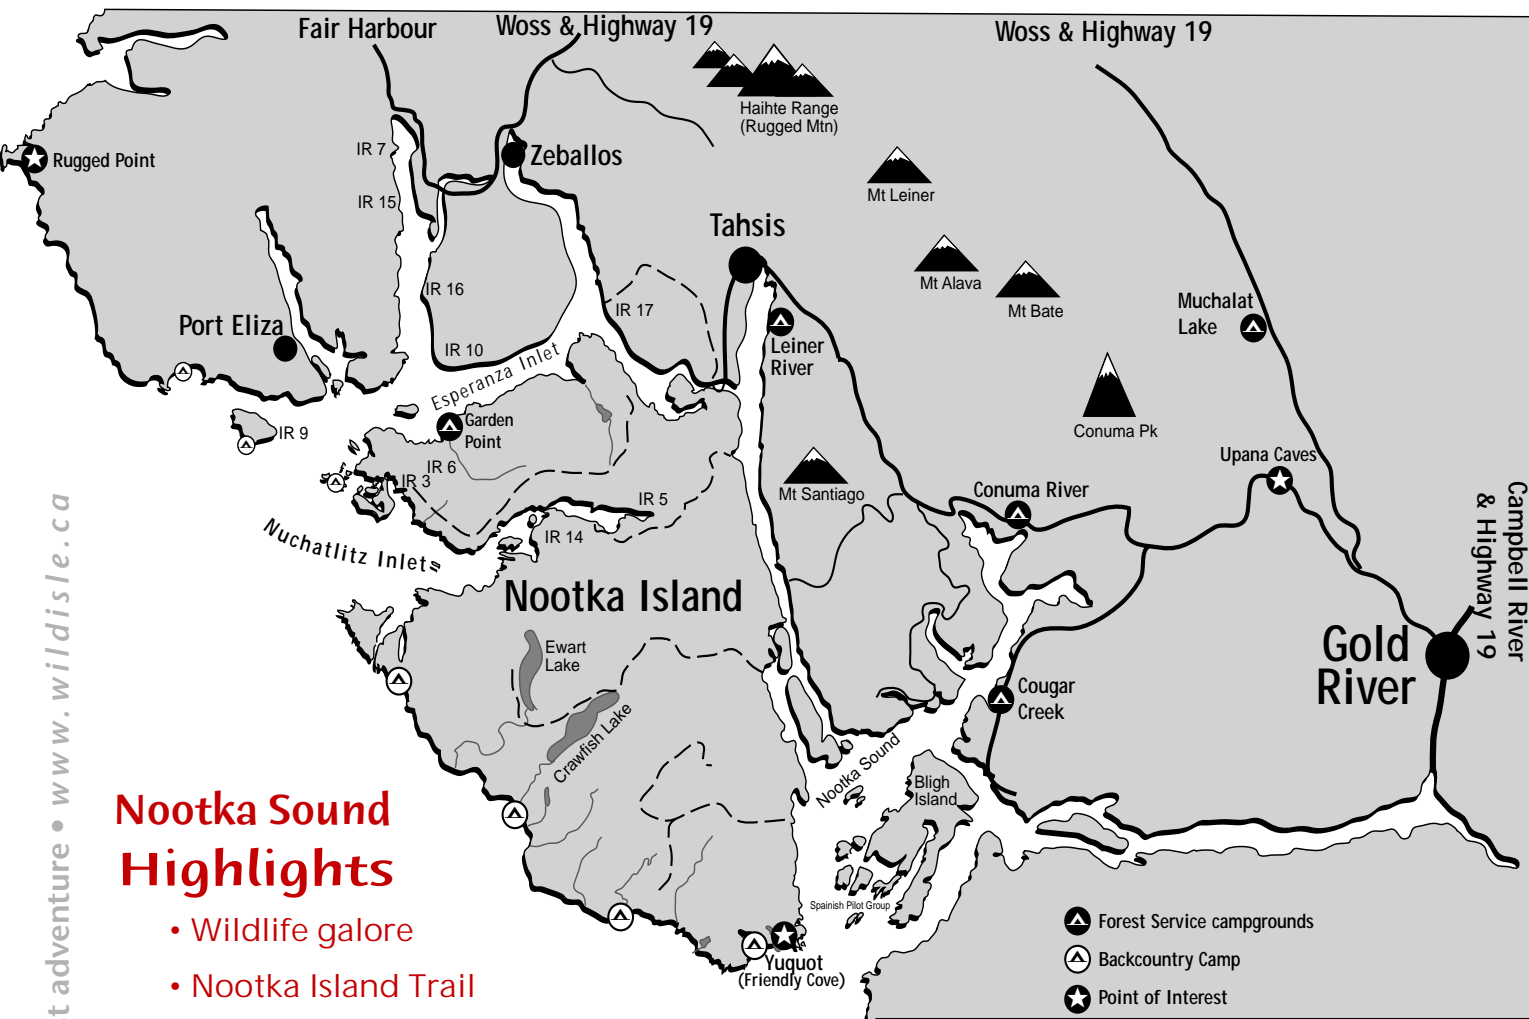 Fair Harbour
Woss & Highway 19
Woss & Highway 19
Haihte Range
(Rugged Mtn)
IR 7
Zeballos
Rugged Point
Mt Leiner
IR 15
Tahsis
Mt Alava
Mt Bate
IR 16
IR 17
Muchalat
Lake
Port Eliza
Leiner
River
IR 10
Esperanza Inlet
Garden
Point
IR 9
Conuma Pk
Upana Caves
IR 6
IR 3
IR 5
Mt Santiago
Conuma River
Campbell River
& Highway 19
Nuchatlitz Inlet
IR 14
Nootka Island
Ewart
Lake
Gold
River
Cougar
Creek
Crawfish Lake
Nootka Sound
Bligh
Island
Spainish Pilot Group
Yuquot
(Friendly Cove)
Nootka Sound
Highlights
• Wildlife galore
• Nootka Island Trail
Forest Service campgrounds
Backcountry Camp
Point of Interest
adventure • www.wildisle.ca